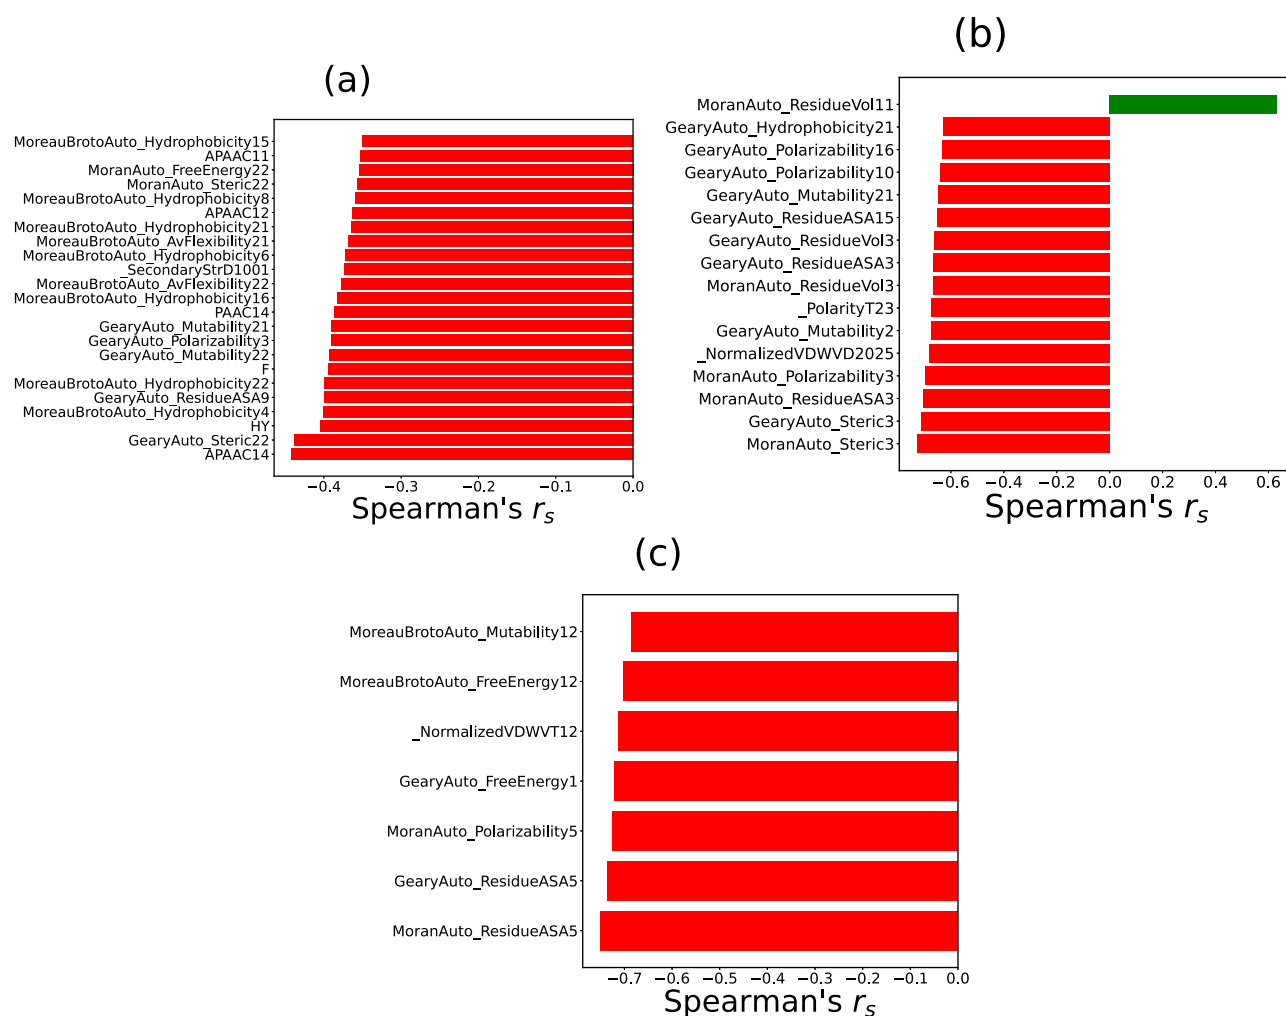 (a)
MoreauBrotoAuto_Hydrophobicity15
APAAC11
MoranAuto_FreeEnergy22
MoranAuto_Steric22
MoreauBrotoAuto_Hydrophobicity8
APAAC12
MoreauBrotoAuto_Hydrophobicity21
MoreauBrotoAuto_AvFlexibility21
MoreauBrotoAuto_Hydrophobicity6
_SecondaryStrD1001
MoreauBrotoAuto_AvFlexibility22
MoreauBrotoAuto_Hydrophobicity16
PAAC14
GearyAuto_Mutability21
GearyAuto_Polarizability3
GearyAuto_Mutability22
F
MoreauBrotoAuto_Hydrophobicity22
GearyAuto_ResidueASA9
MoreauBrotoAuto_Hydrophobicity4
HY
GearyAuto_Steric22
APAAC14
−0.4 −0.3 −0.2 −0.1 0.0
Spearman's r_s
(b)
MoranAuto_ResidueVol11
GearyAuto_Hydrophobicity21
GearyAuto_Polarizability16
GearyAuto_Polarizability10
GearyAuto_Mutability21
GearyAuto_ResidueASA15
GearyAuto_ResidueVol3
GearyAuto_ResidueASA3
MoranAuto_ResidueVol3
_PolarityT23
GearyAuto_Mutability2
_NormalizedVDWVD2025
MoranAuto_Polarizability3
MoranAuto_ResidueASA3
GearyAuto_Steric3
MoranAuto_Steric3
−0.6 −0.4 −0.2 0.0 0.2 0.4 0.6
Spearman's r_s
(c)
MoreauBrotoAuto_Mutability12
MoreauBrotoAuto_FreeEnergy12
_NormalizedVDWVT12
GearyAuto_FreeEnergy1
MoranAuto_Polarizability5
GearyAuto_ResidueASA5
MoranAuto_ResidueASA5
−0.7 −0.6 −0.5 −0.4 −0.3 −0.2 −0.1 0.0
Spearman's r_s